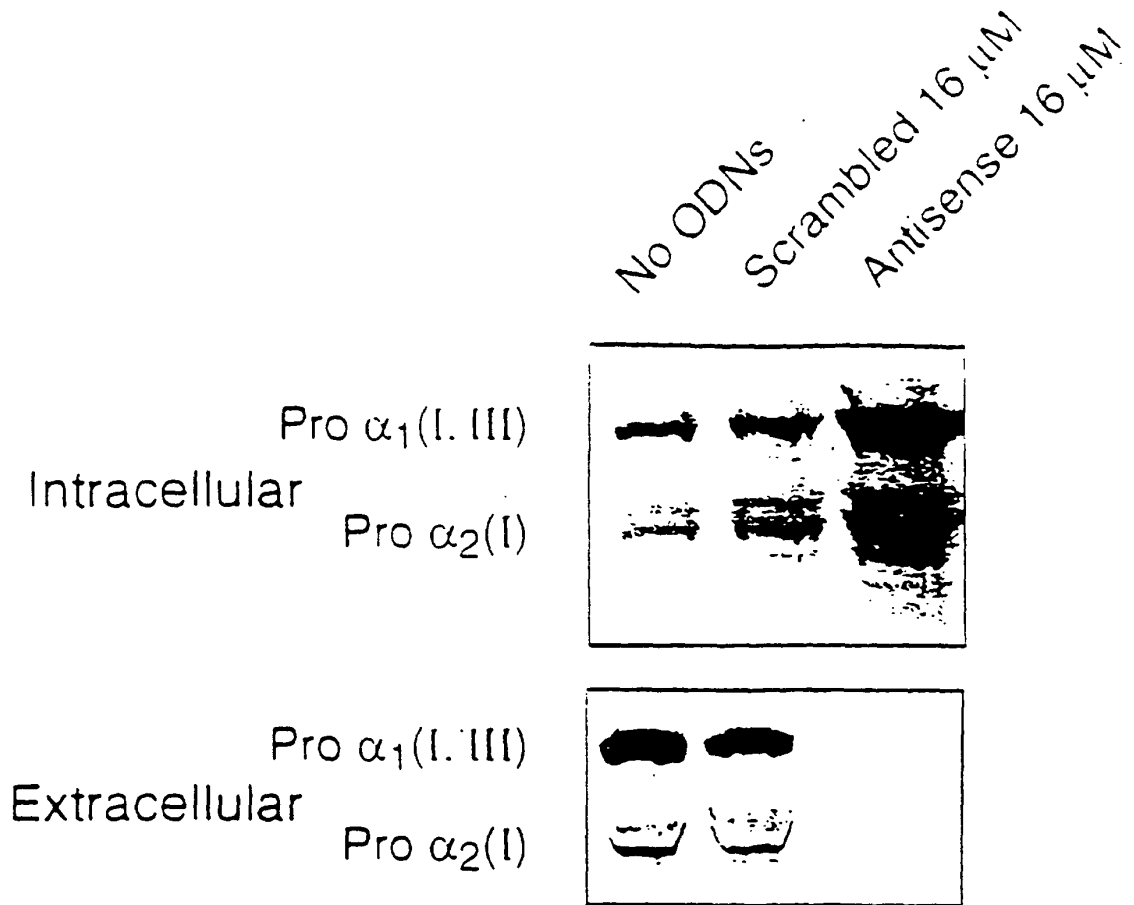 No ODNs
Scrambled 16 μM
Antisense 16 μM
Pro α1(I. III)
Intracellular
Pro α2(I)
Pro α1(I. III)
Extracellular
Pro α2(I)